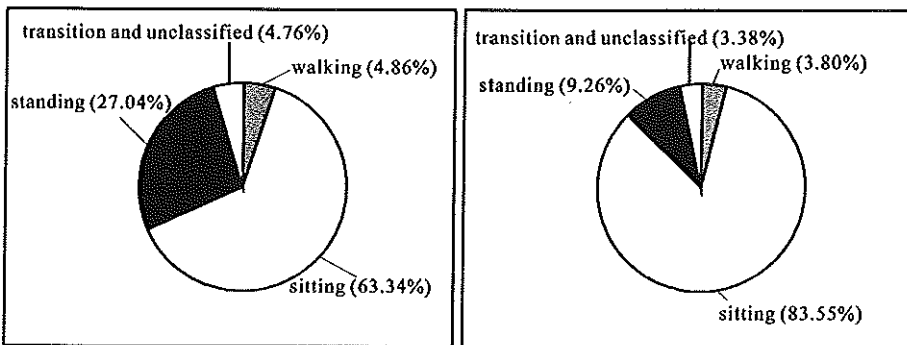 transition and unclassified (4.76%)
walking (4.86%)
standing (27.04%)
sitting (63.34%)
transition and unclassified (3.38%)
walking (3.80%)
standing (9.26%)
sitting (83.55%)